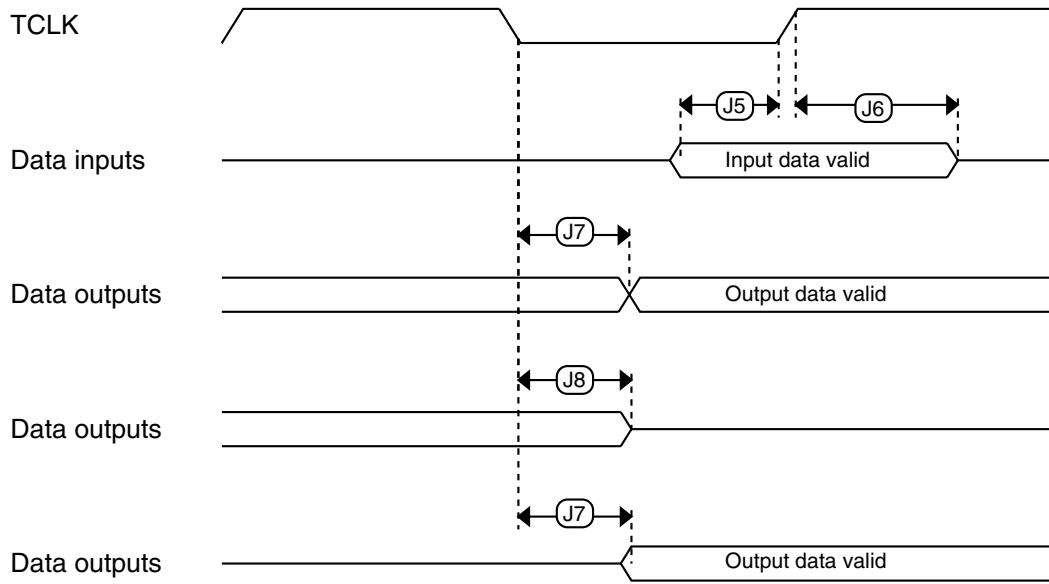 TCLK
J5
J6
Data inputs
Input data valid
J7
Data outputs
Output data valid
J8
Data outputs
J7
Data outputs
Output data valid